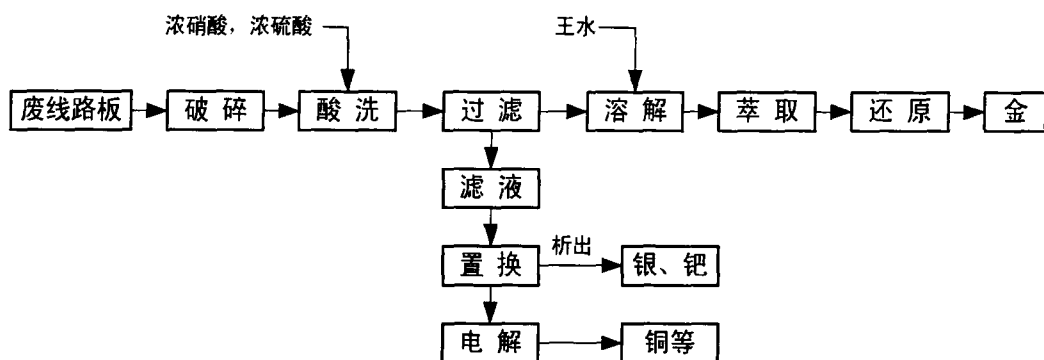 浓硝酸，浓硫酸
王水
废线路板
破碎
酸洗
过滤
溶解
萃取
还原
金
滤液
置换
析出
银、钯
电解
铜等